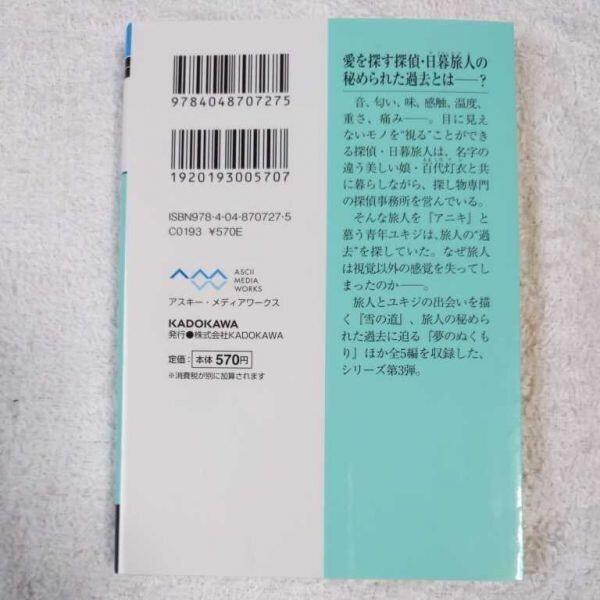 9784048707275
1920193005707
ISBN978-4-04-870727-5
C0193 ¥570E
ASCII
MEDIA
WORKS
アスキー・メディアワークス
KADOKAWA
発行●株式会社KADOKAWA
定価：本体570円
※消費税が別に加算されます
愛を探す探偵・日暮旅人の
秘められた過去とは――？
音、匂い、味、感触、温度、
重さ、痛み――。目に見え
ないモノを“視る”ことができ
る探偵・日暮旅人は、名字の
違う美しい娘・百代灯衣と共
に暮らしながら、探し物専門
の探偵事務所を営んでいる。
そんな旅人を『アニキ』と
慕う青年ユキジは、旅人の“過
去”を探していた。なぜ旅人
は視覚以外の感覚を失ってし
まったのか――。
旅人とユキジの出会いを描
く『雪の道』、旅人の秘めら
れた過去に迫る『夢のぬくも
り』ほか全5編を収録した、
シリーズ第3弾。